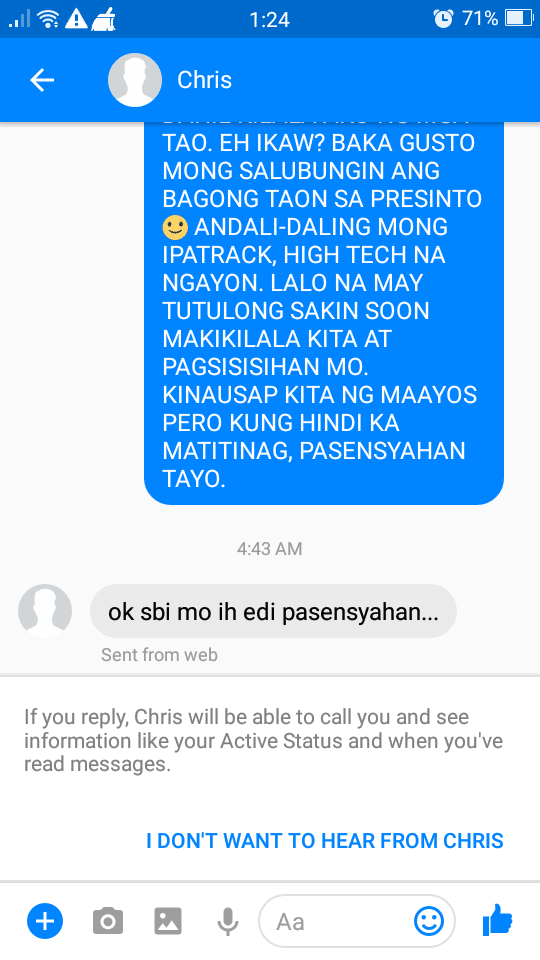 1:24
71%
Chris
TAO. EH IKAW? BAKA GUSTO
MONG SALUBUNGIN ANG
BAGONG TAON SA PRESINTO
🙂 ANDALI-DALING MONG
IPATRACK, HIGH TECH NA
NGAYON. LALO NA MAY
TUTULONG SAKIN SOON
MAKIKILALA KITA AT
PAGSISISIHAN MO.
KINAUSAP KITA NG MAAYOS
PERO KUNG HINDI KA
MATITINAG, PASENSYAHAN
TAYO.
4:43 AM
ok sbi mo ih edi pasensyahan...
Sent from web
If you reply, Chris will be able to call you and see
information like your Active Status and when you've
read messages.
I DON'T WANT TO HEAR FROM CHRIS
Aa